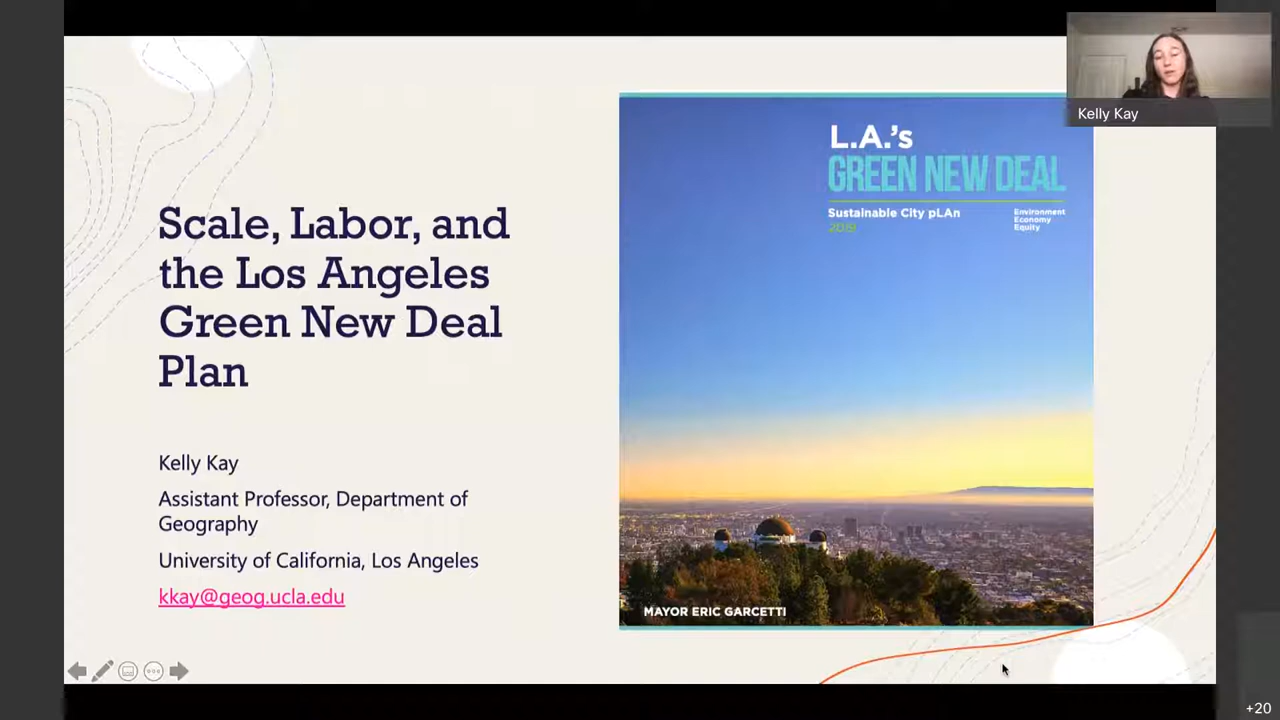 Scale, Labor, and
the Los Angeles
Green New Deal
Plan
Kelly Kay
Assistant Professor, Department of
Geography
University of California, Los Angeles
kkay@geog.ucla.edu
L.A.'s
GREEN NEW DEAL
Sustainable City pLAn
2019
Environment
Economy
Equity
MAYOR ERIC GARCETTI
Kelly Kay
+20